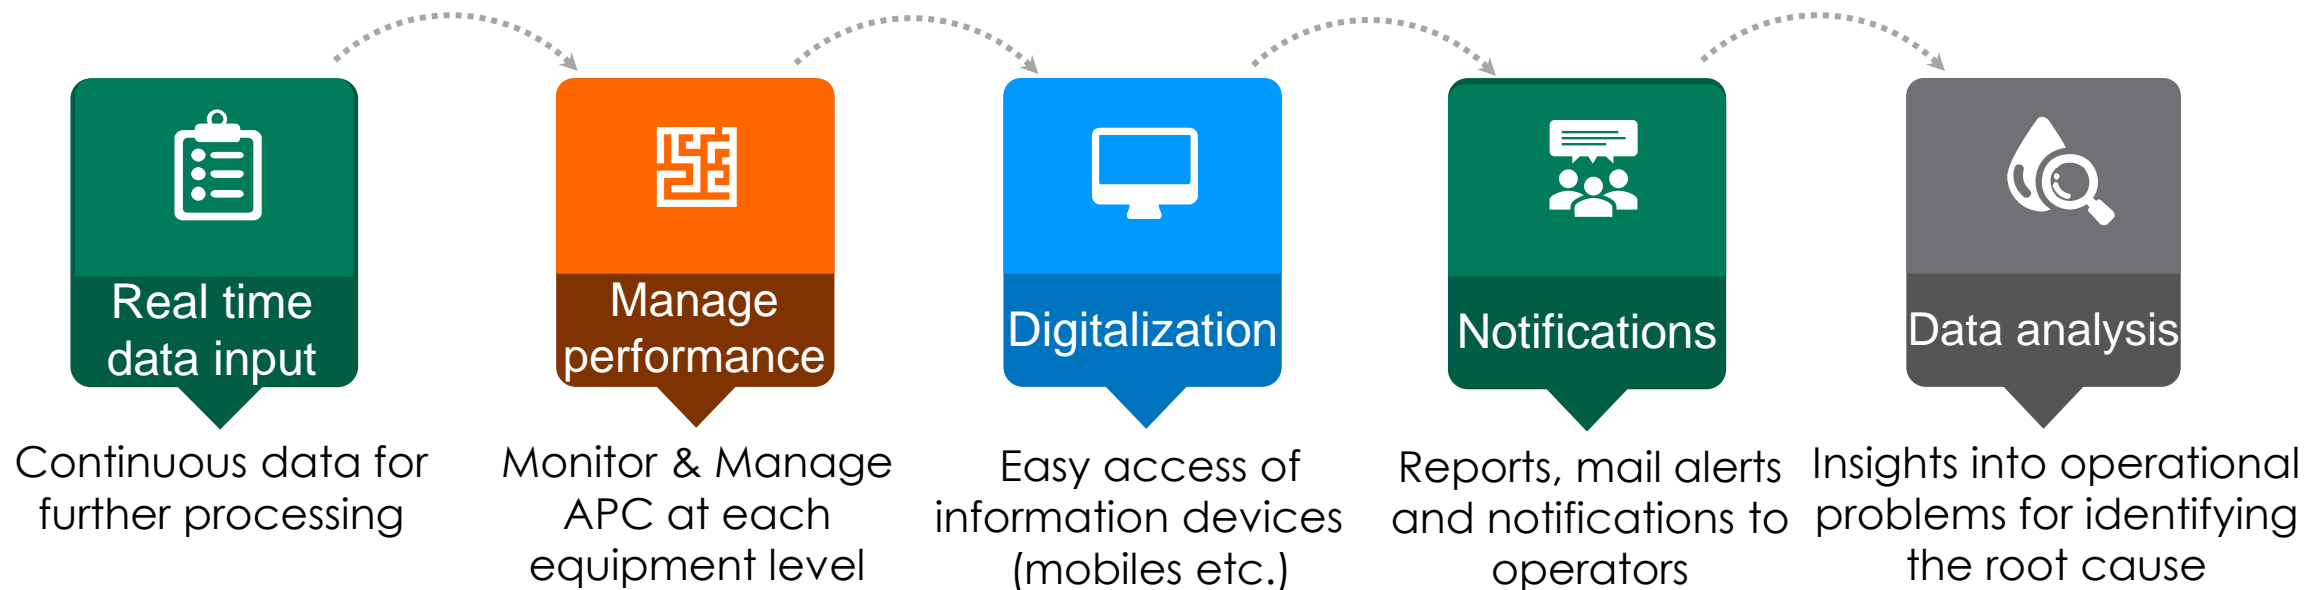 Real time
data input
Manage
performance
Digitalization
Notifications
Data analysis
Continuous data for
further processing
Monitor & Manage
APC at each
equipment level
Easy access of
information devices
(mobiles etc.)
Reports, mail alerts
and notifications to
operators
Insights into operational
problems for identifying
the root cause